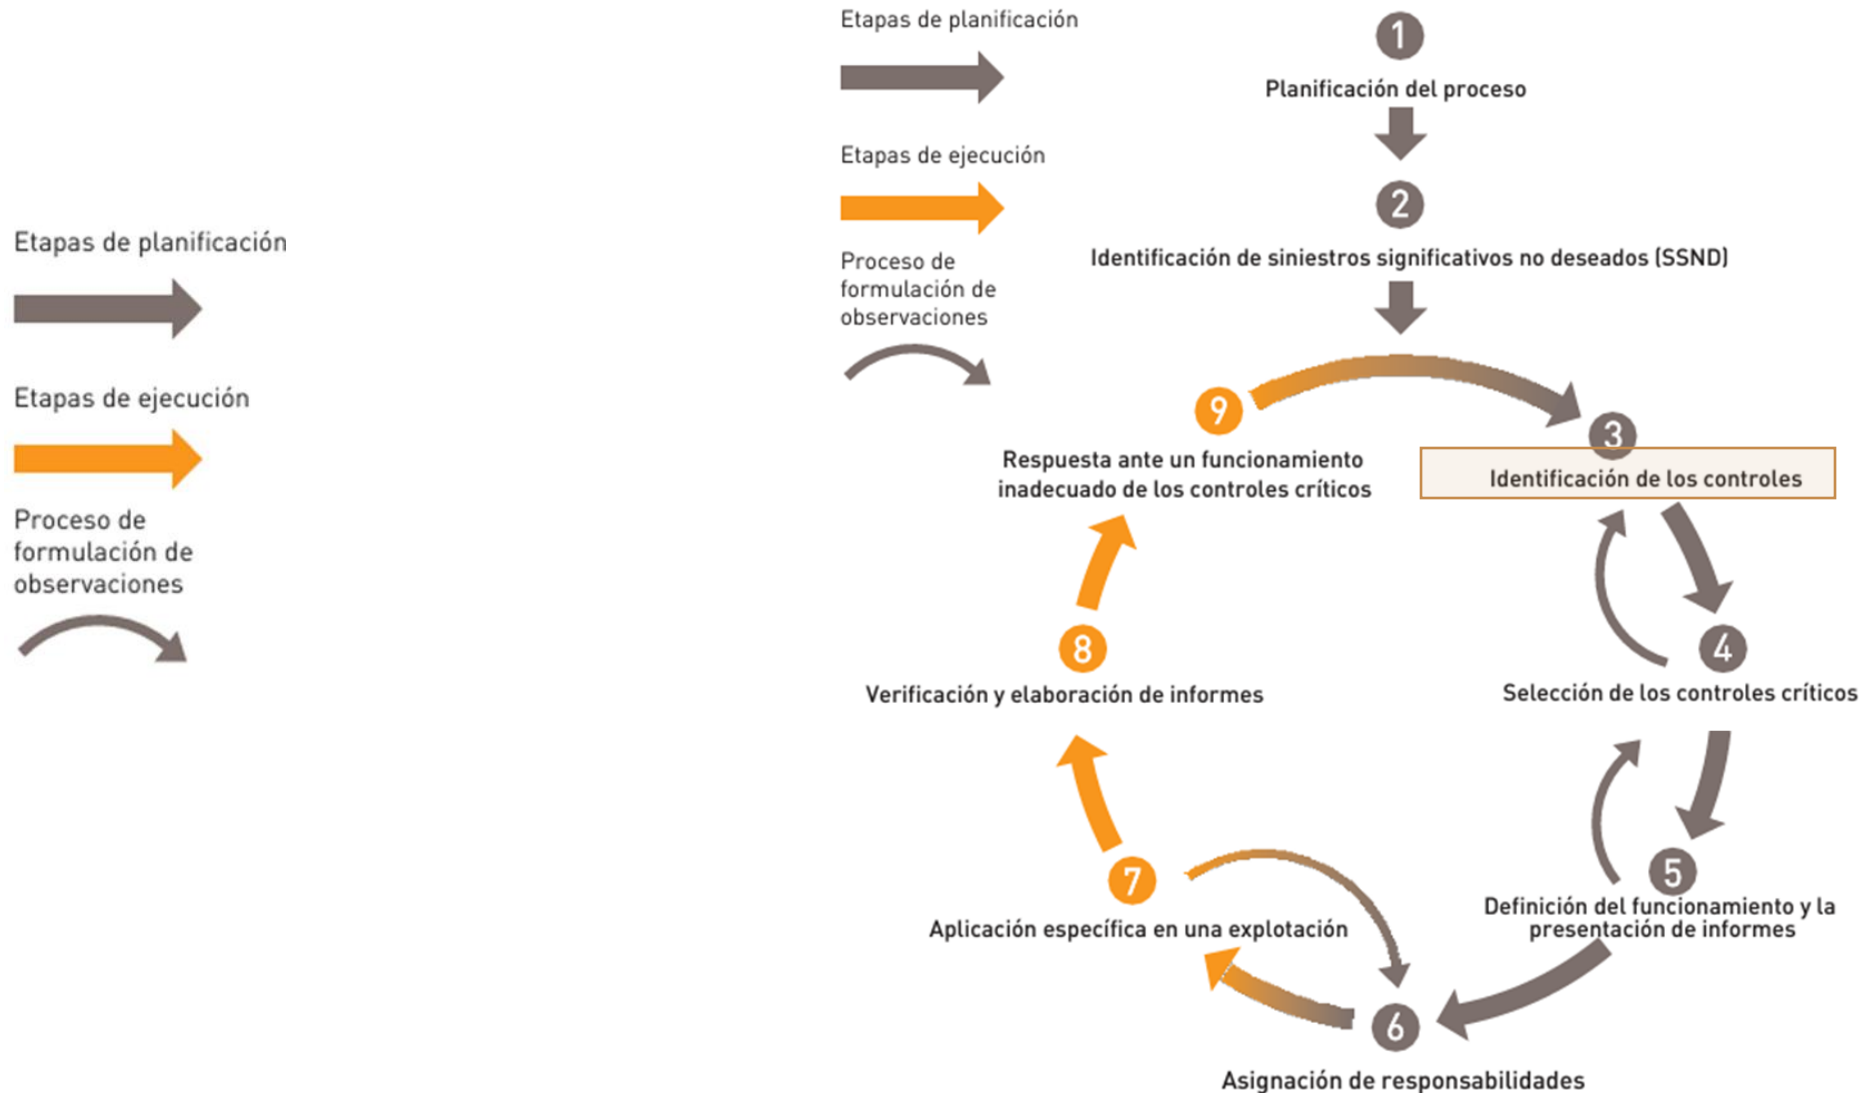 Etapas de planificación
Etapas de ejecución
Proceso de
formulación de
observaciones
Etapas de planificación
Etapas de ejecución
Proceso de
formulación de
observaciones
1
Planificación del proceso
2
Identificación de siniestros significativos no deseados (SSND)
3
Identificación de los controles
4
Selección de los controles críticos
5
Definición del funcionamiento y la
presentación de informes
6
Asignación de responsabilidades
7
Aplicación específica en una explotación
8
Verificación y elaboración de informes
9
Respuesta ante un funcionamiento
inadecuado de los controles críticos